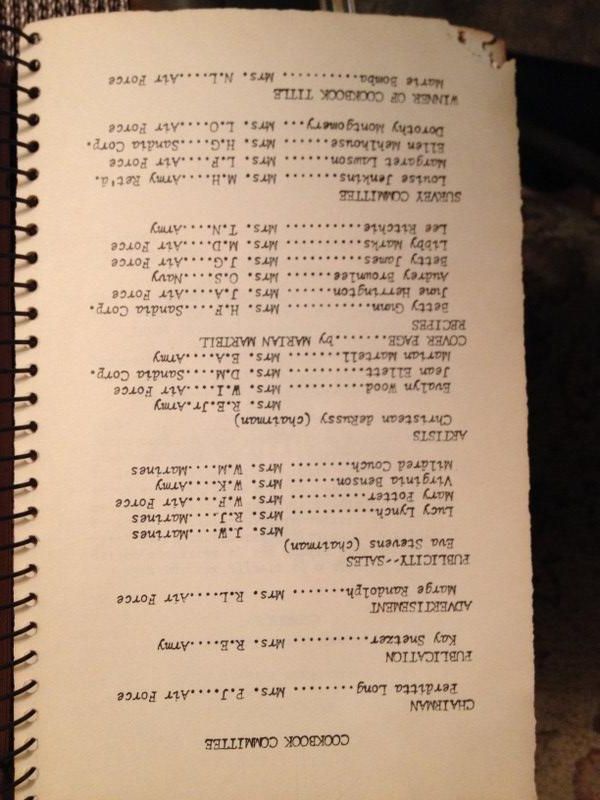 COOKBOOK COMMITTEE
CHAIRMAN
Perditta Long........ Mrs. P.J....Air Force
PUBLICATION
Kay Snetzer.......... Mrs. R.E....Army
ADVERTISEMENT
Marge Randolph....... Mrs. R.L....Air Force
PUBLICITY--SALES
Eva Stevens (chairman)
Mrs. J.W....Marines
Lucy Lynch........... Mrs. R.J....Marines
Mary Potter.......... Mrs. W.F...Air Force
Virginia Benson...... Mrs. W.K....Army
Mildred Couch........ Mrs. W.M....Marines
ARTISTS
Christean deRussy (chairman)
Mrs. R.E.Jr.Army
Evalyn Wood.......... Mrs. W.I...Air Force
Jean Ellett.......... Mrs. D.M...Sandia Corp.
Marian Martell....... Mrs. E.A....Army
COVER PAGE.......by MARIAN MARTELL
RECIPES
Betty Gunn........... Mrs. H.F...Sandia Corp.
June Herrington...... Mrs. J.A...Air Force
Audrey Brownlee...... Mrs. O.S....Navy
Betty James.......... Mrs. J.G...Air Force
Libby Marks.......... Mrs. M.D...Air Force
Lee Ritchie.......... Mrs. T.N....Army
SURVEY COMMITTEE
Louise Jenkins....... Mrs. M.H....Army Ret'd.
Margaret Lawson...... Mrs. L.P...Air Force
Ellen Mehlhouse...... Mrs. H.G...Sandia Corp.
Dorothy Montgomery... Mrs. L.O...Air Force
WINNER OF COOKBOOK TITLE
Marie Bomba.......... Mrs. N.L...Air Force